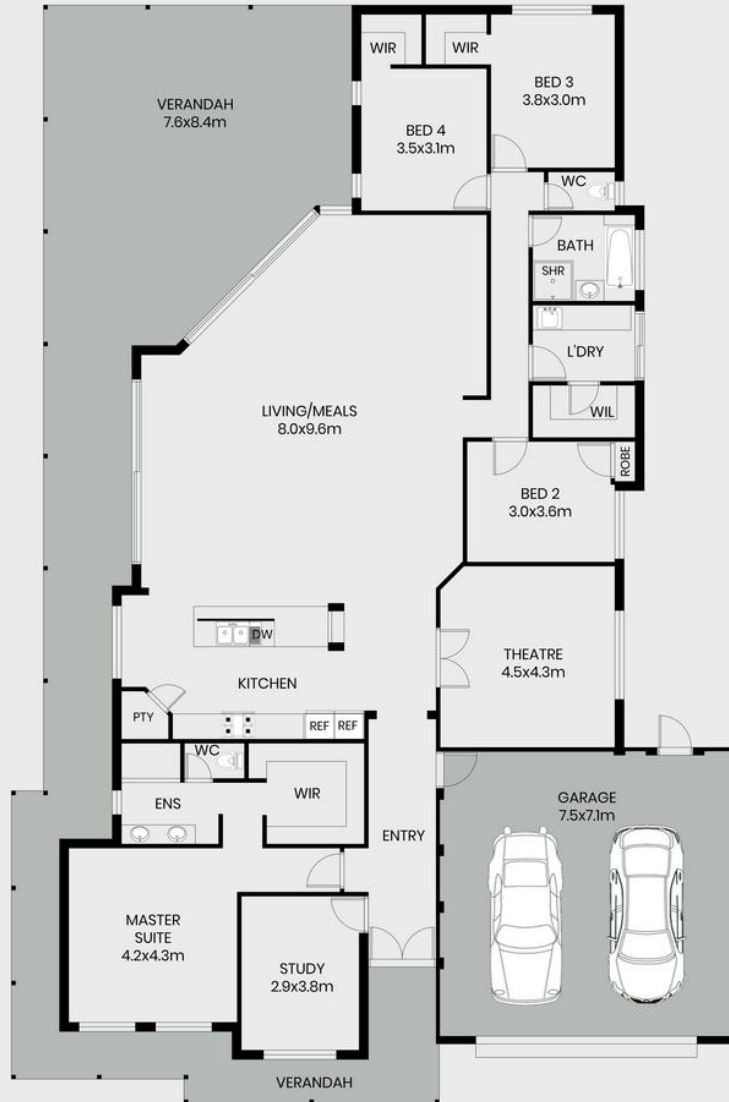 WIR
WIR
BED 3
3.8x3.0m
VERANDAH
7.6x8.4m
BED 4
3.5x3.1m
WC
BATH
SHR
L'DRY
LIVING/MEALS
8.0x9.6m
WIL
ROBE
BED 2
3.0x3.6m
DW
THEATRE
4.5x4.3m
KITCHEN
PTY
REF
REF
WC
WIR
ENS
GARAGE
7.5x7.1m
ENTRY
MASTER
SUITE
4.2x4.3m
STUDY
2.9x3.8m
VERANDAH